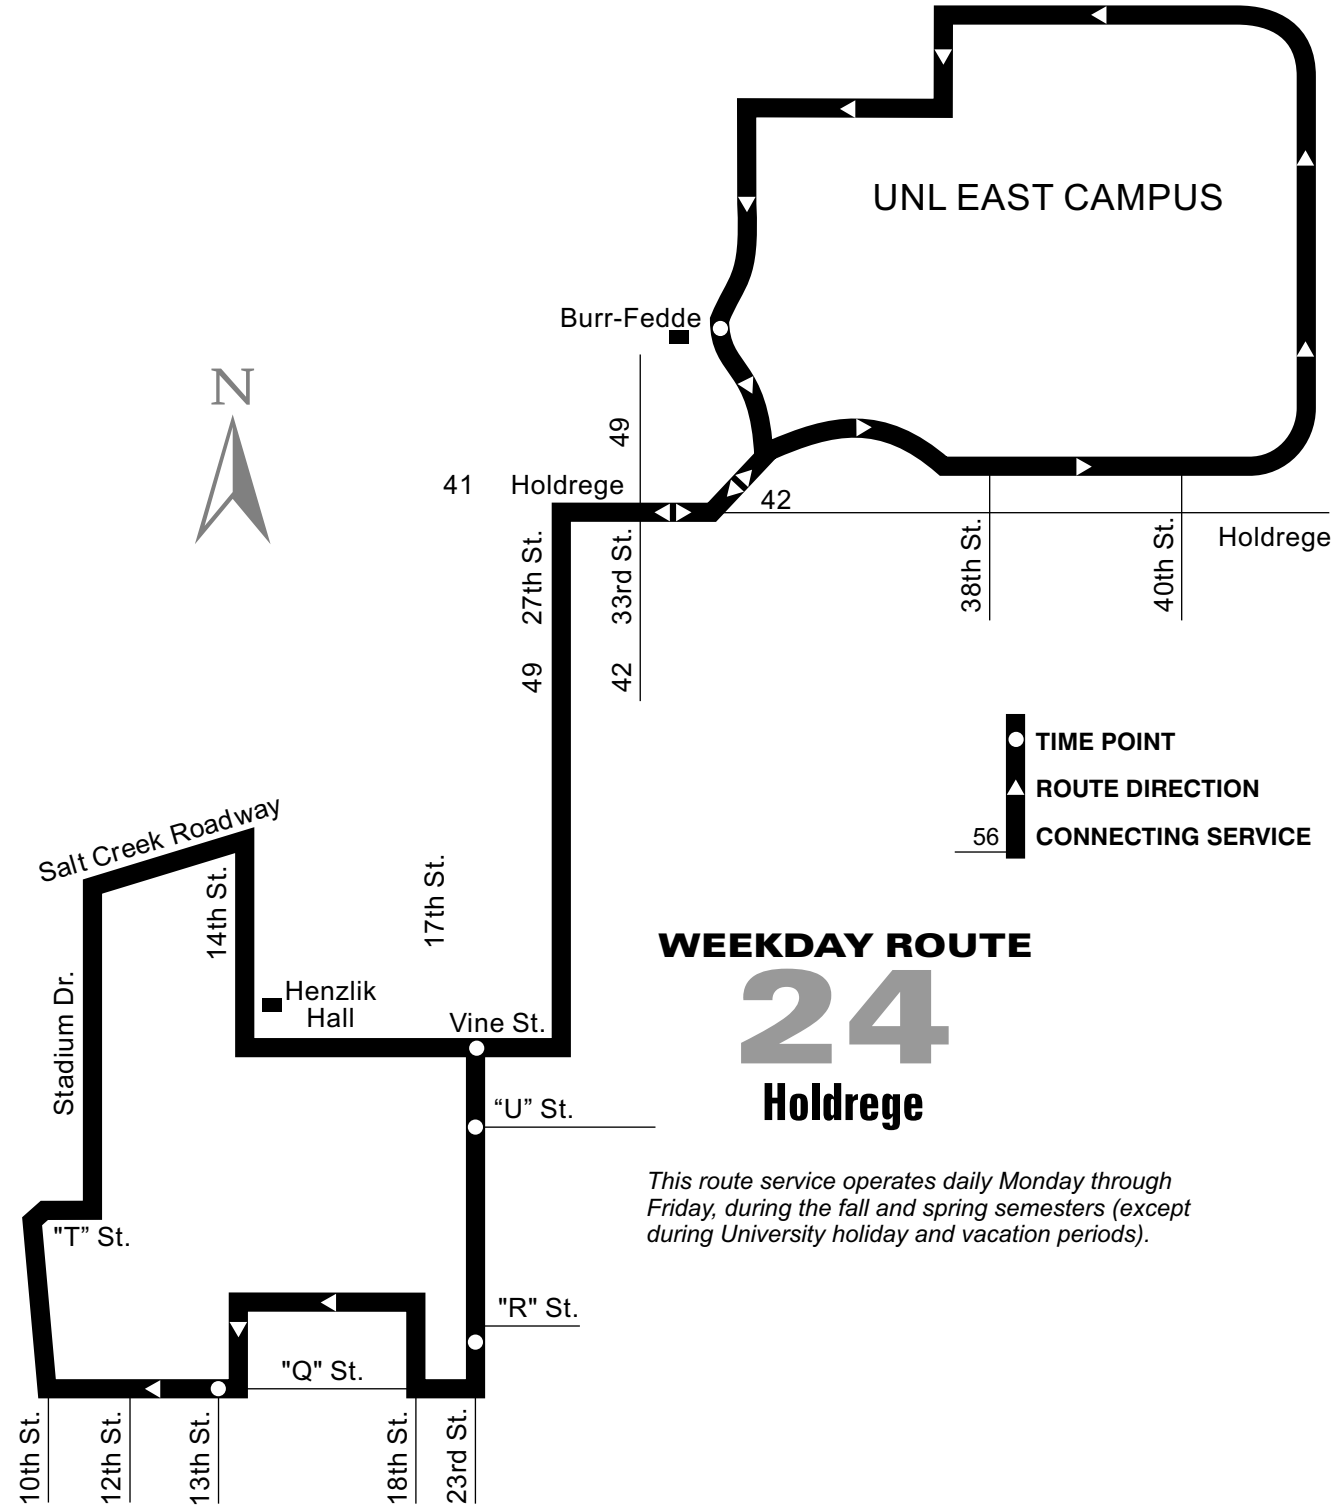 UNL EAST CAMPUS
Burr-Fedde
N
49
41
Holdrege
42
27th St.
33rd St.
38th St.
40th St.
Holdrege
49
42
TIME POINT
ROUTE DIRECTION
56
CONNECTING SERVICE
Salt Creek Roadway
14th St.
17th St.
WEEKDAY ROUTE
24
Holdrege
Stadium Dr.
Henzlik
Hall
Vine St.
“U” St.
This route service operates daily Monday through
Friday, during the fall and spring semesters (except
during University holiday and vacation periods).
"T” St.
"R" St.
"Q" St.
10th St.
12th St.
13th St.
18th St.
23rd St.